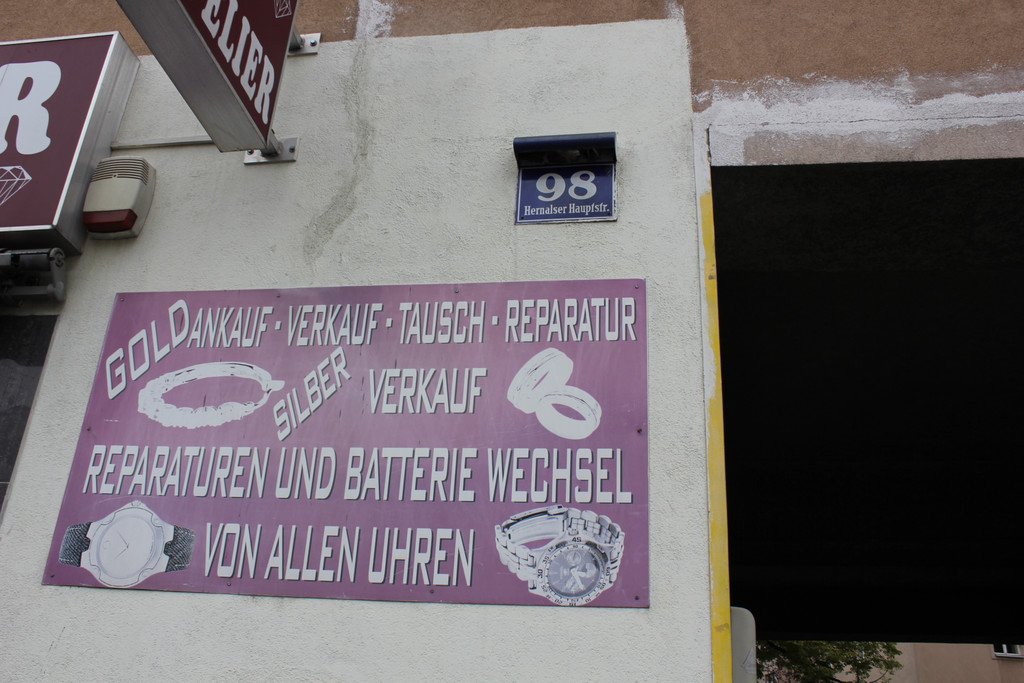 ELIER
R
98
Hernalser Hauptstr.
GOLDANKAUF · VERKAUF · TAUSCH · REPARATUR
SILBER VERKAUF
REPARATUREN UND BATTERIE WECHSEL
VON ALLEN UHREN